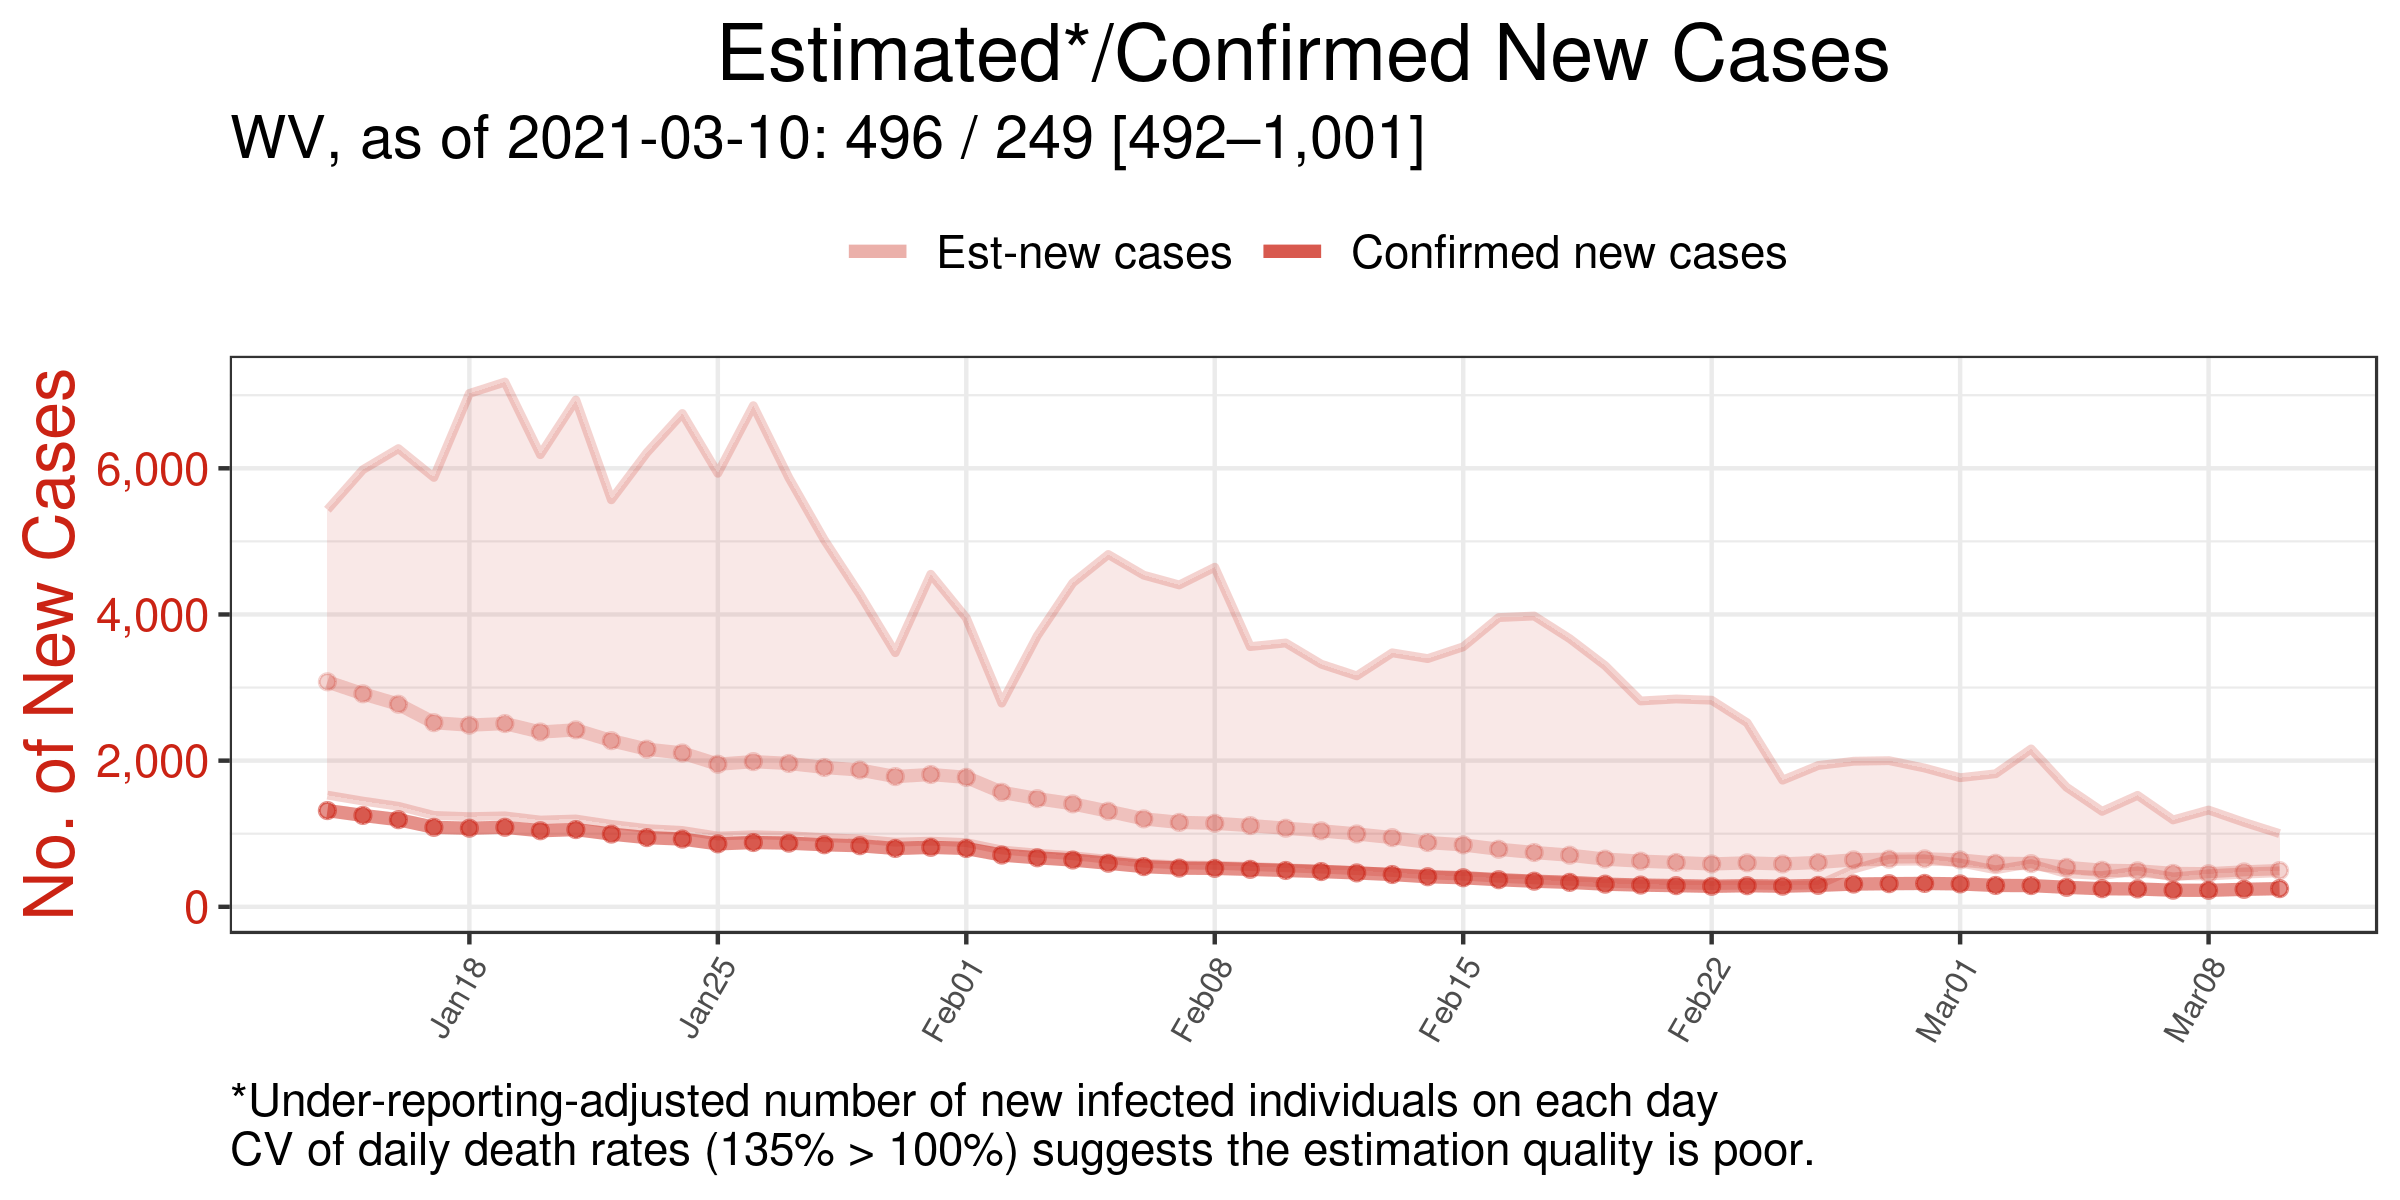 Estimated*/Confirmed New Cases
WV, as of 2021-03-10: 496 / 249 [492–1,001]
Est-new cases
Confirmed new cases
No. of New Cases
6,000
4,000
2,000
0
Jan18
Jan25
Feb01
Feb08
Feb15
Feb22
Mar01
Mar08
*Under-reporting-adjusted number of new infected individuals on each day
CV of daily death rates (135% > 100%) suggests the estimation quality is poor.